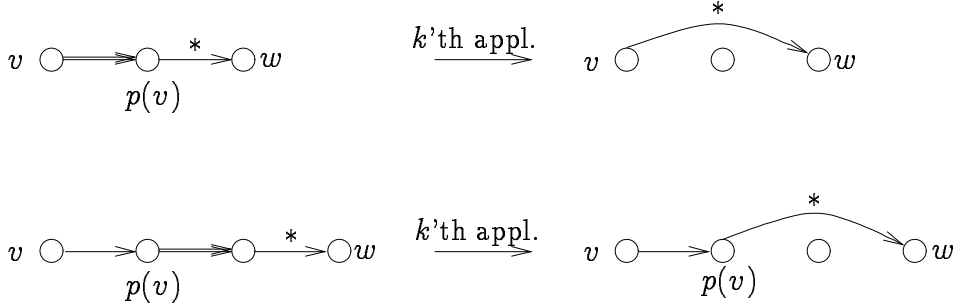 *
v * w k'th appl. v w
p(v)
*
v * w k'th appl. v w
p(v) p(v)